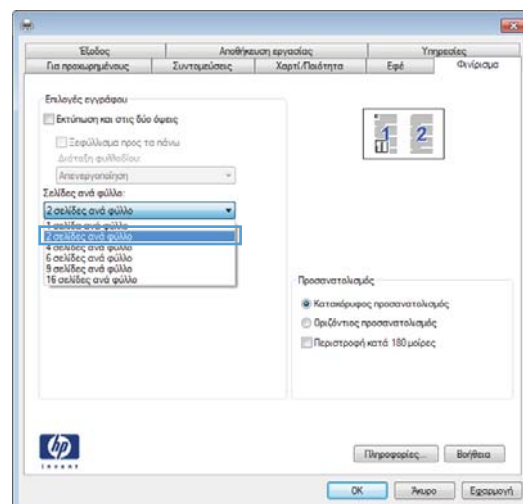 Έξοδος Αποθήκευση εργασίας Υπηρεσίες
Για προχωρημένους Συντομεύσεις Χαρτί/Ποιότητα Εφέ Φινίρισμα
Επιλογές εγγράφου
Εκτύπωση και στις δύο όψεις
Ξεφύλλισμα προς τα πάνω
Διάταξη φυλλαδίου:
Απενεργοποίηση
Σελίδες ανά φύλλο:
2 σελίδες ανά φύλλο
1 σελίδα ανά φύλλο
2 σελίδες ανά φύλλο
4 σελίδες ανά φύλλο
6 σελίδες ανά φύλλο
9 σελίδες ανά φύλλο
16 σελίδες ανά φύλλο
1 2
Προσανατολισμός
Κατακόρυφος προσανατολισμός
Οριζόντιος προσανατολισμός
Περιστροφή κατά 180 μοίρες
hp
invent
Πληροφορίες... Βοήθεια
OK Άκυρο Εφαρμογή